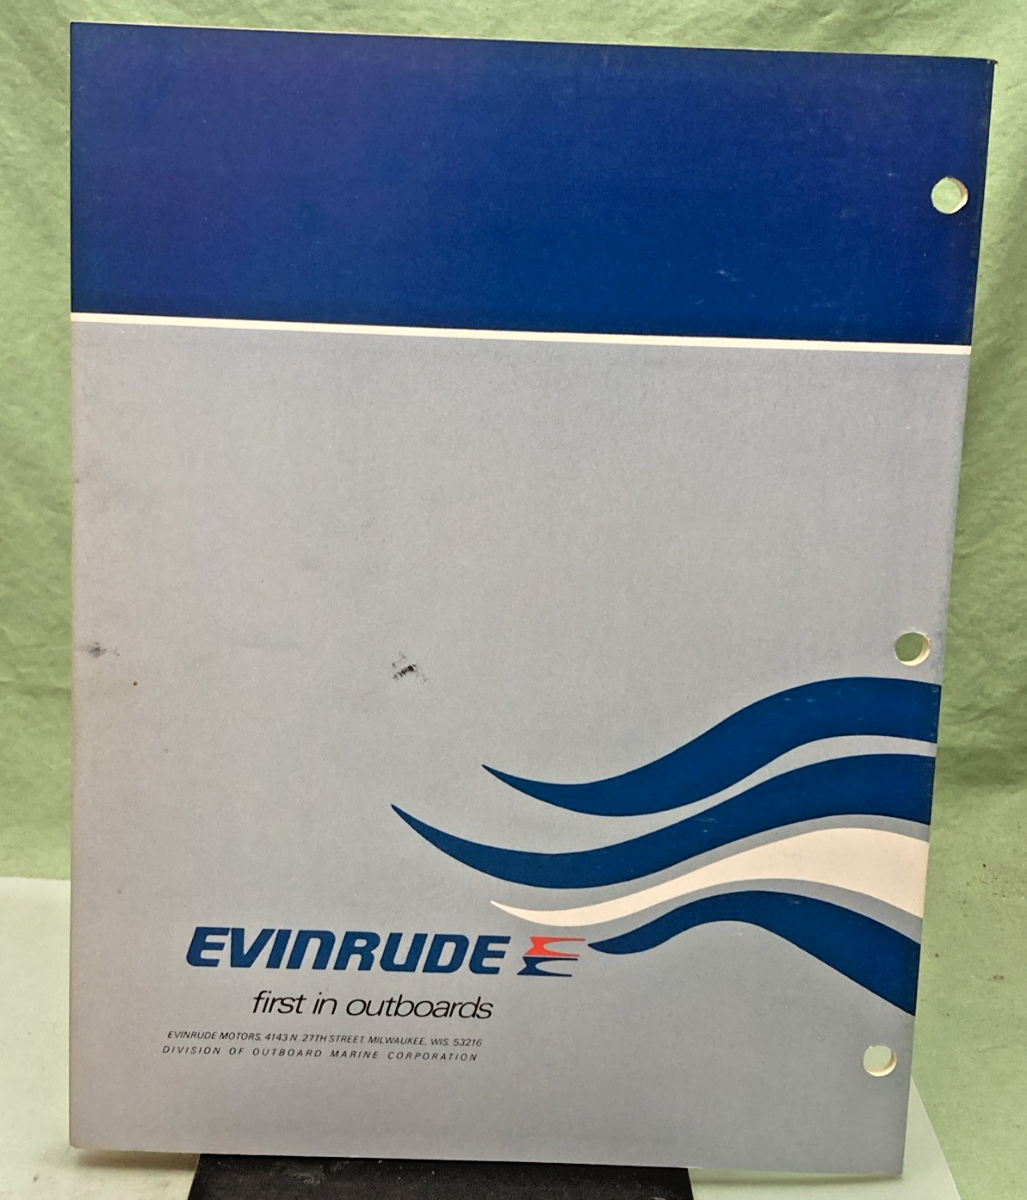 EVINRUDE
first in outboards
EVINRUDE MOTORS, 4143 N. 27TH STREET, MILWAUKEE, WIS. 53216
DIVISION OF OUTBOARD MARINE CORPORATION